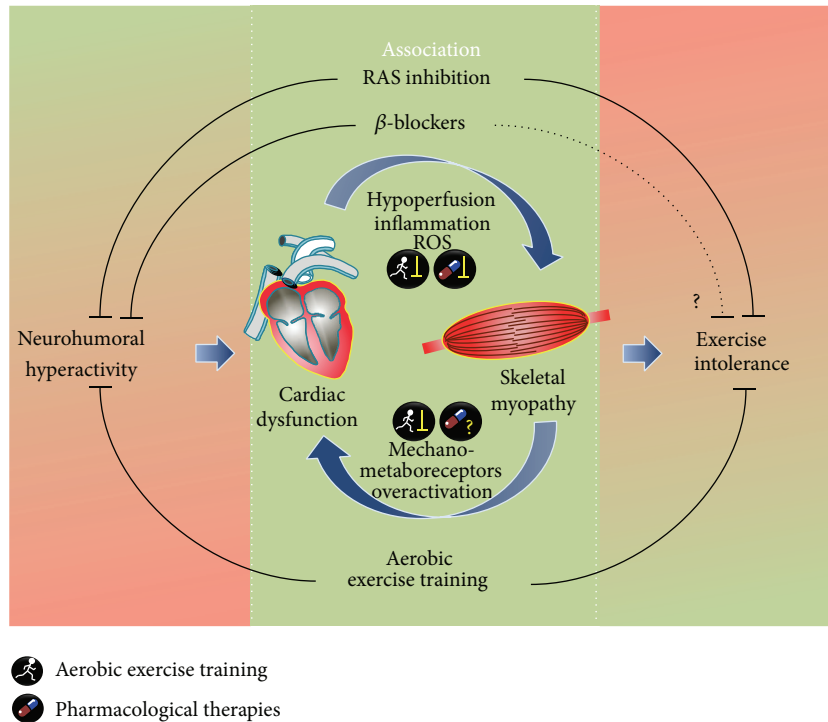 Association
RAS inhibition
β-blockers
Hypoperfusion
inflammation
ROS
?
Neurohumoral
hyperactivity
Exercise
intolerance
Cardiac
dysfunction
Skeletal
myopathy
?
Mechano-
metaboreceptors
overactivation
Aerobic
exercise training
Aerobic exercise training
Pharmacological therapies